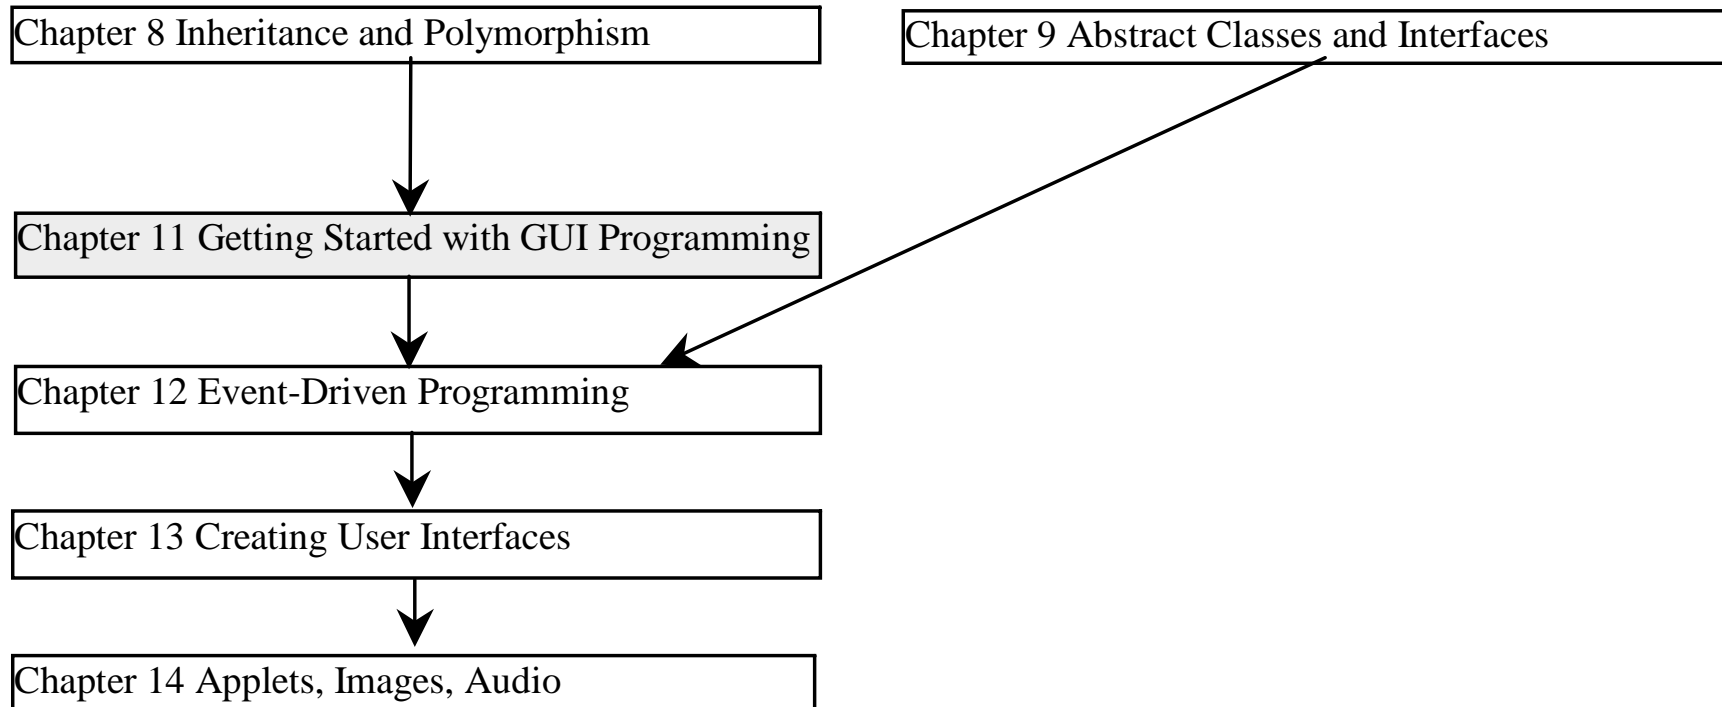 Chapter 8 Inheritance and Polymorphism
Chapter 9 Abstract Classes and Interfaces
Chapter 11 Getting Started with GUI Programming
Chapter 12 Event-Driven Programming
Chapter 13 Creating User Interfaces
Chapter 14 Applets, Images, Audio